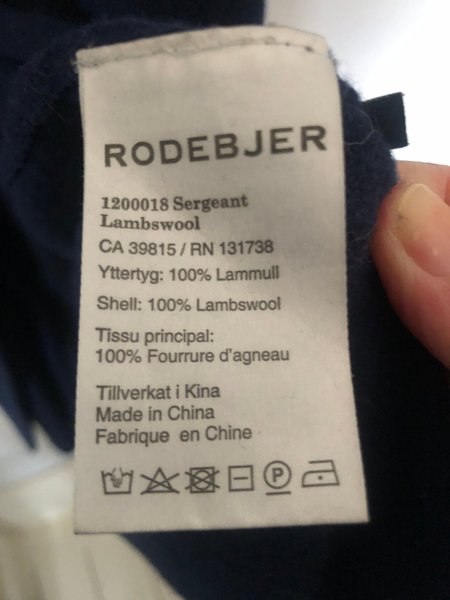 RODEBJER
1200018 Sergeant
Lambswool
CA 39815 / RN 131738
Yttertyg: 100% Lammull
Shell: 100% Lambswool
Tissu principal:
100% Fourrure d'agneau
Tillverkat i Kina
Made in China
Fabrique en Chine
P